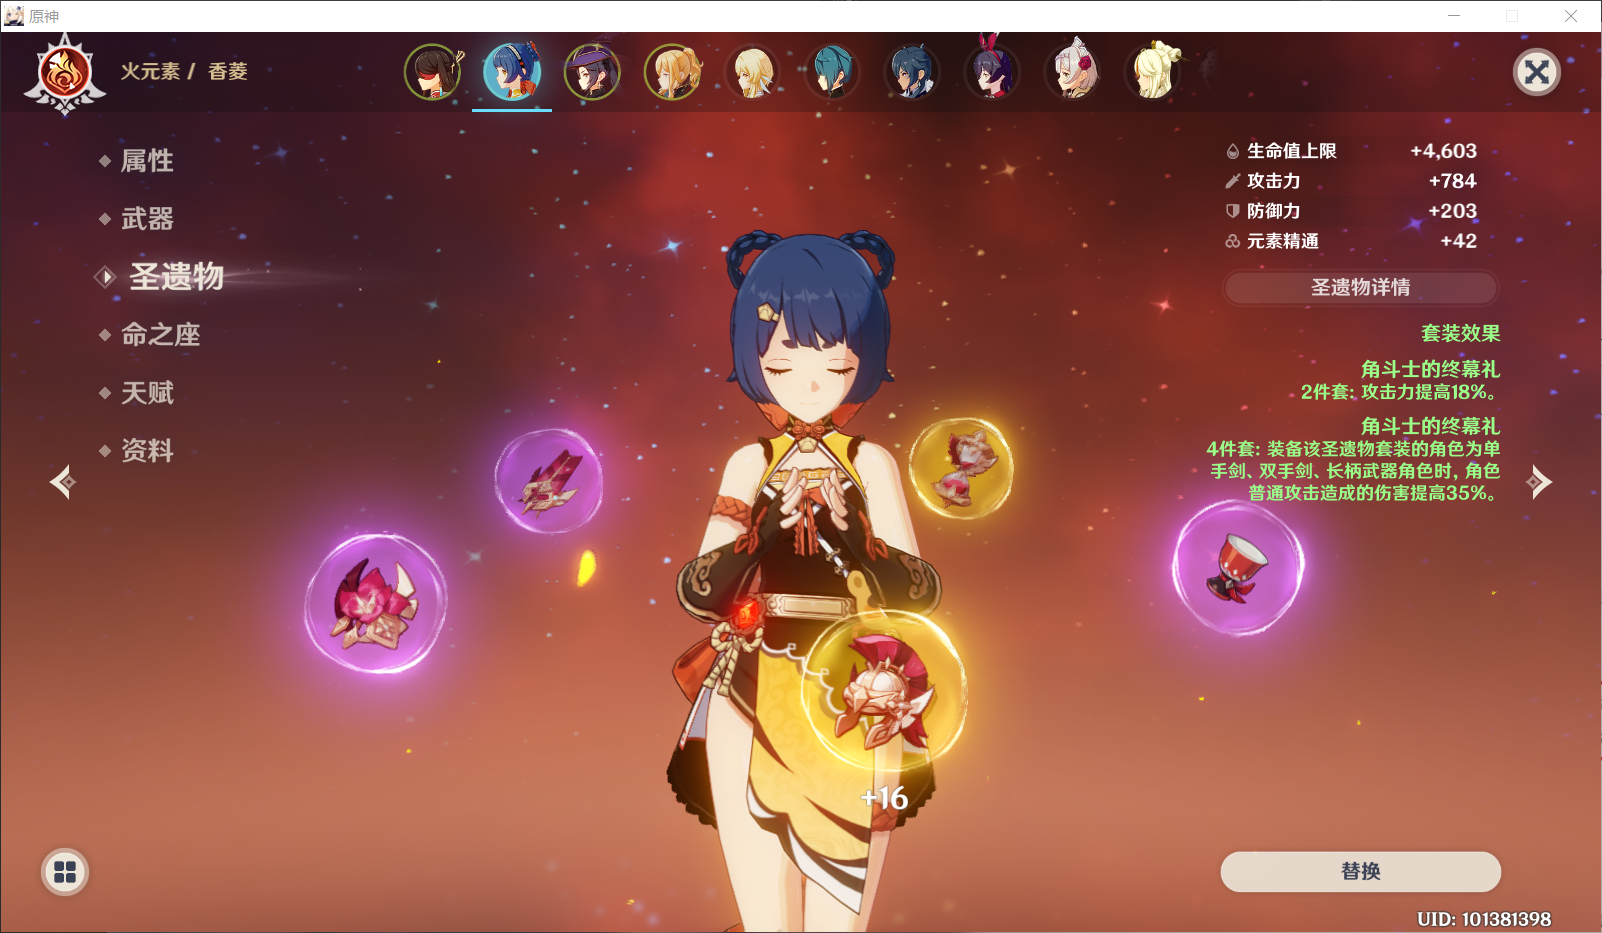 原神
火元素 / 香菱
属性
武器
圣遗物
命之座
天赋
资料
生命值上限 +4,603
攻击力 +784
防御力 +203
元素精通 +42
圣遗物详情
套装效果
角斗士的终幕礼
2件套: 攻击力提高18%。
角斗士的终幕礼
4件套: 装备该圣遗物套装的角色为单
手剑、双手剑、长柄武器角色时, 角色
普通攻击造成的伤害提高35%。
+16
替换
UID: 101381398